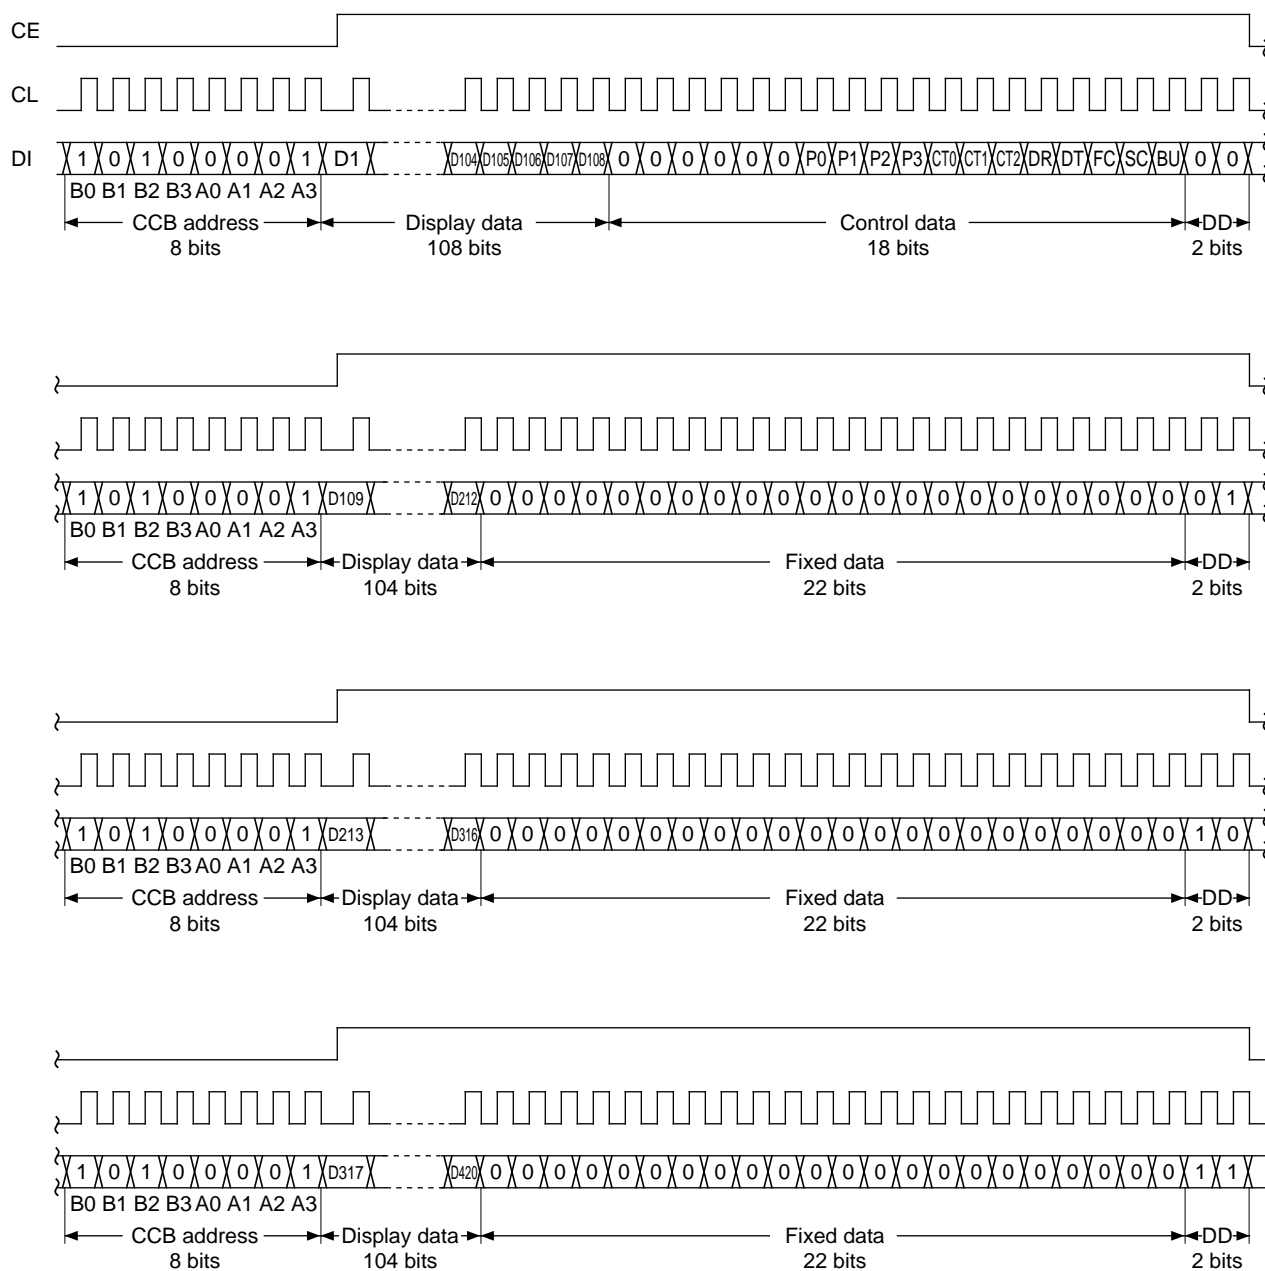 CE
CL
DI 1 0 1 0 0 0 0 1 D1 D104 D105 D106 D107 D108 0 0 0 0 0 0 P0 P1 P2 P3 CT0 CT1 CT2 DR DT FC SC BU 0 0
B0 B1 B2 B3 A0 A1 A2 A3
CCB address Display data Control data DD
8 bits 108 bits 18 bits 2 bits
1 0 1 0 0 0 0 1 D109 D212 0 0 0 0 0 0 0 0 0 0 0 0 0 0 0 0 0 0 0 0 0 0 0 1
B0 B1 B2 B3 A0 A1 A2 A3
CCB address Display data Fixed data DD
8 bits 104 bits 22 bits 2 bits
1 0 1 0 0 0 0 1 D213 D316 0 0 0 0 0 0 0 0 0 0 0 0 0 0 0 0 0 0 0 0 0 0 1 0
B0 B1 B2 B3 A0 A1 A2 A3
CCB address Display data Fixed data DD
8 bits 104 bits 22 bits 2 bits
1 0 1 0 0 0 0 1 D317 D420 0 0 0 0 0 0 0 0 0 0 0 0 0 0 0 0 0 0 0 0 0 0 1 1
B0 B1 B2 B3 A0 A1 A2 A3
CCB address Display data Fixed data DD
8 bits 104 bits 22 bits 2 bits